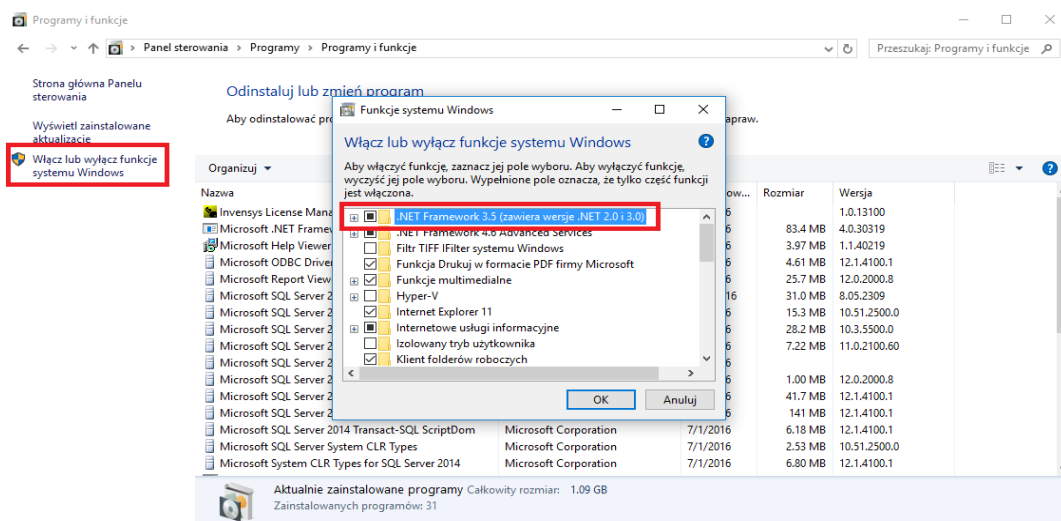 Programy i funkcje
Panel sterowania > Programy > Programy i funkcje
Przeszukaj: Programy i funkcje
Strona główna Panelu
sterowania
Wyświetl zainstalowane
aktualizacje
Włącz lub wyłącz funkcje
systemu Windows
Odinstaluj lub zmień program
Aby odinstalować
apraw.
Organizuj
Nazwa Rozmiar Wersja
Invensys License 1.0.13100
Microsoft .NET 83.4 MB 4.0.30319
Microsoft Help Viewer 3.97 MB 1.1.40219
Microsoft ODBC 4.61 MB 12.1.4100.1
Microsoft Report 25.7 MB 12.0.2000.8
Microsoft SQL Server 2 16 31.0 MB 8.05.2309
Microsoft SQL Server 2 6 15.3 MB 10.51.2500.0
Microsoft SQL Server 2 6 28.2 MB 10.3.5500.0
Microsoft SQL Server 2 6 7.22 MB 11.0.2100.60
Microsoft SQL Server 2
Microsoft SQL Server 2 6 1.00 MB 12.0.2000.8
Microsoft SQL Server 2 6 41.7 MB 12.1.4100.1
Microsoft SQL Server 2 6 141 MB 12.1.4100.1
Microsoft SQL Server 2014 Transact-SQL ScriptDom Microsoft Corporation 7/1/2016 6.18 MB 12.1.4100.1
Microsoft SQL Server System CLR Types Microsoft Corporation 7/1/2016 2.53 MB 10.51.2500.0
Microsoft System CLR Types for SQL Server 2014 Microsoft Corporation 7/1/2016 6.80 MB 12.1.4100.1
Aktualnie zainstalowane programy Całkowity rozmiar: 1.09 GB
Zainstalowanych programów: 31
Funkcje systemu Windows
Włącz lub wyłącz funkcje systemu Windows
Aby włączyć funkcję, zaznacz jej pole wyboru. Aby wyłączyć funkcję,
wyczyść jej pole wyboru. Wypełnione pole oznacza, że tylko część funkcji
jest włączona.
.NET Framework 3.5 (zawiera wersje .NET 2.0 i 3.0)
.NET Framework 4.6 Advanced Services
Filtr TIFF IFilter systemu Windows
Funkcja Drukuj w formacie PDF firmy Microsoft
Funkcje multimedialne
Hyper-V
Internet Explorer 11
Internetowe usługi informacyjne
Izolowany tryb użytkownika
Klient folderów roboczych
OK Anuluj